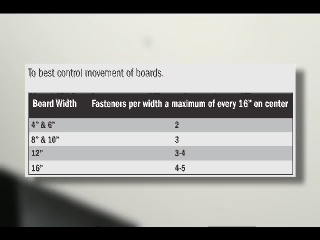 To best control movement of boards.
Board Width Fasteners per width a maximum of every 16" on center
4" & 6" 2
8" & 10" 3
12" 3-4
16" 4-5